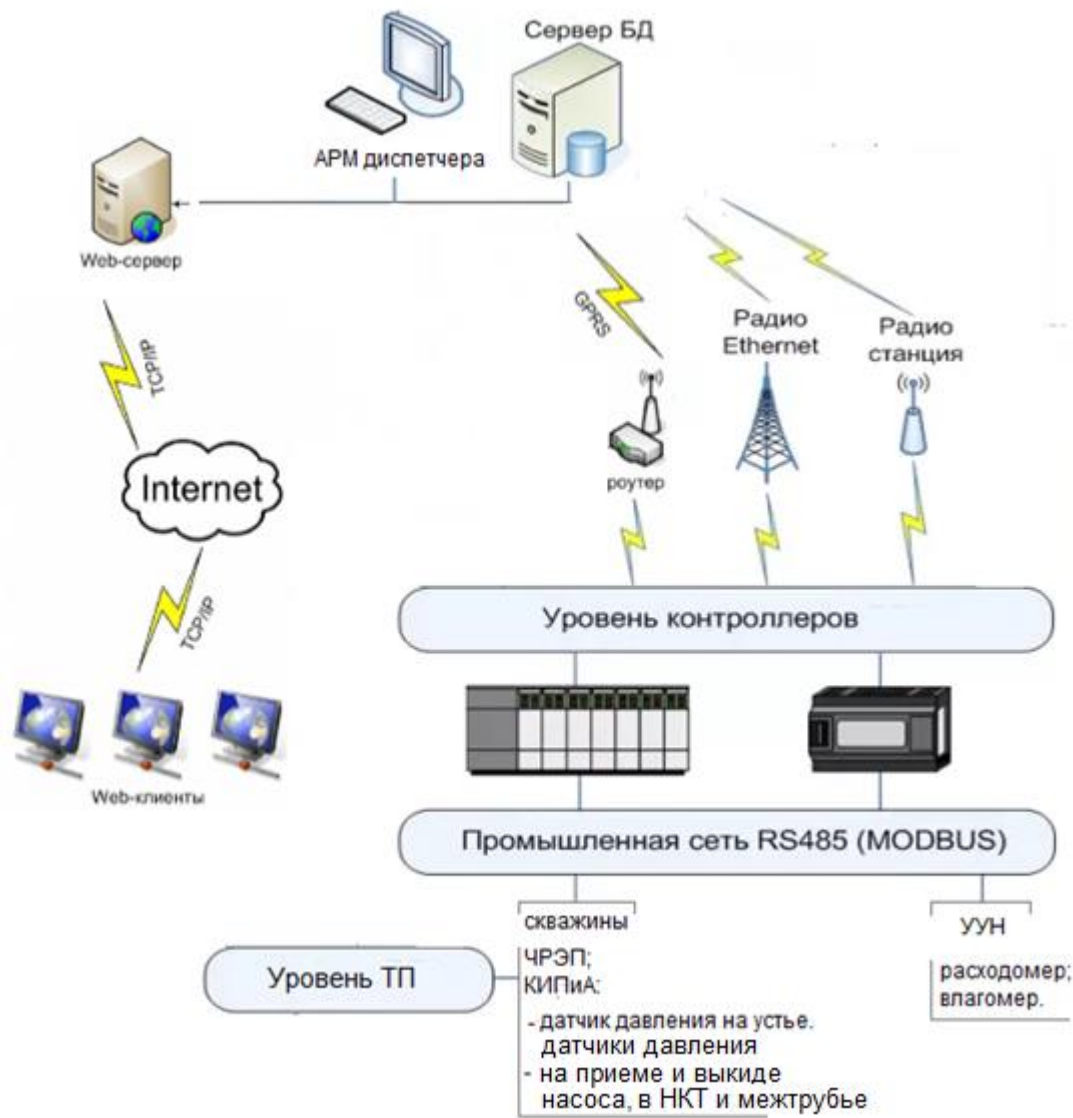 Сервер БД
АРМ диспетчера
Web-сервер
TCP/IP
Internet
TCP/IP
Web-клиенты
GPRS
роутер
Радио
Ethernet
Радио
станция
Уровень контроллеров
Промышленная сеть RS485 (MODBUS)
Уровень ТП
скважины
ЧРЭП;
КИПиА:
- датчик давления на устье.
датчики давления
- на приеме и выкиде
насоса, в НКТ и межтрубье
УУН
расходомер;
влагомер.